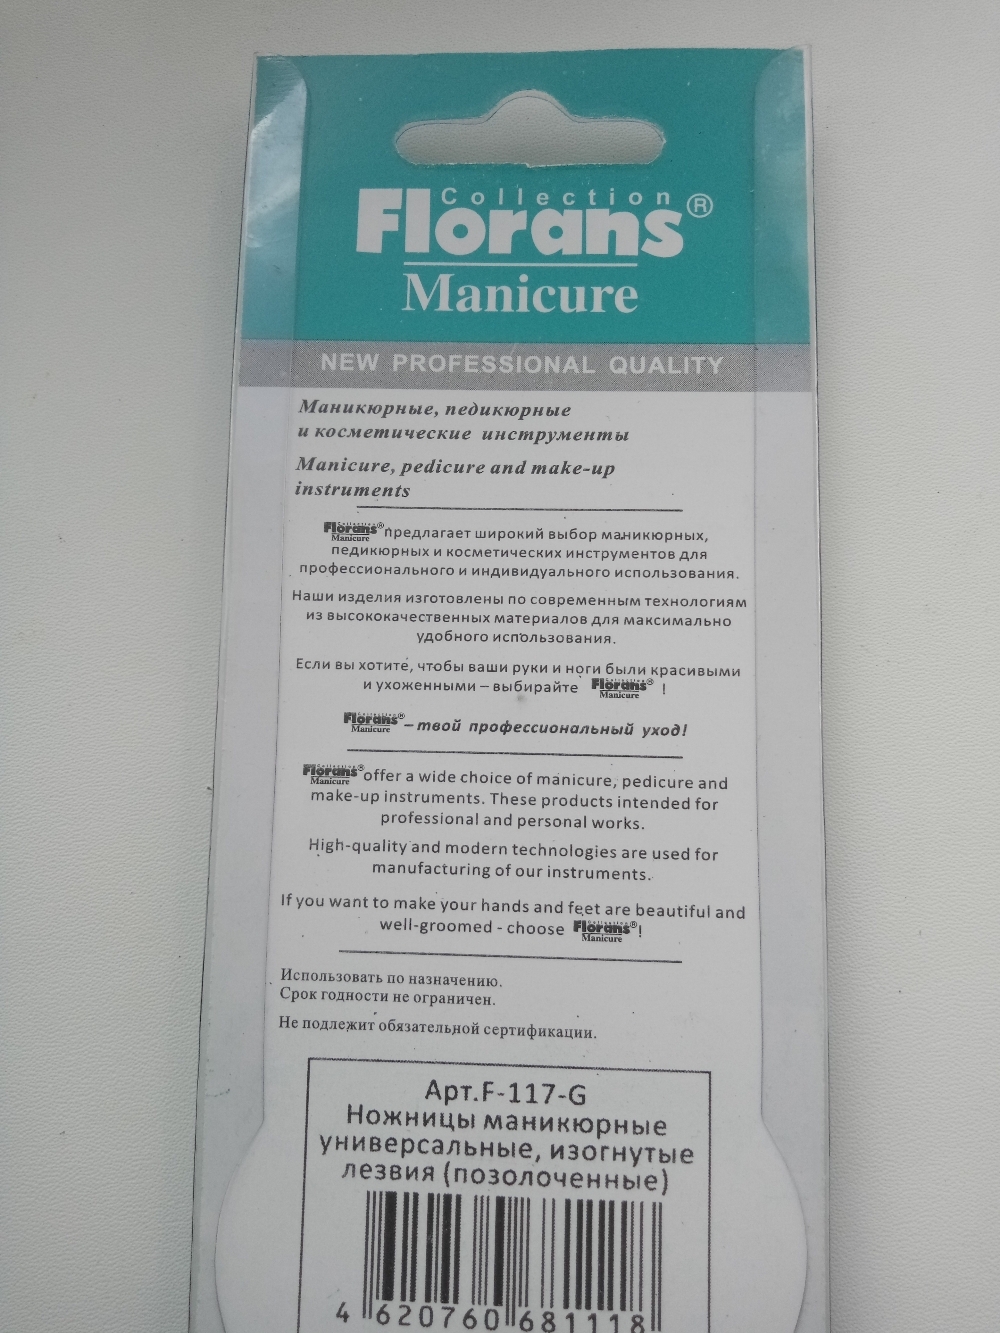 Collection
Florans®
Manicure
NEW PROFESSIONAL QUALITY
Маникюрные, педикюрные
и косметические инструменты
Manicure, pedicure and make-up
instruments
Collection
Florans® предлагает широкий выбор маникюрных,
Manicure
педикюрных и косметических инструментов для
профессионального и индивидуального использования.
Наши изделия изготовлены по современным технологиям
из высококачественных материалов для максимально
удобного использования.
Если вы хотите, чтобы ваши руки и ноги были красивыми
Collection
и ухоженными – выбирайте Florans® !
Manicure
Collection
Florans® – твой профессиональный уход!
Manicure
Collection
Florans® offer a wide choice of manicure, pedicure and
Manicure
make-up instruments. These products intended for
professional and personal works.
High-quality and modern technologies are used for
manufacturing of our instruments.
If you want to make your hands and feet are beautiful and
Collection
well-groomed - choose Florans® !
Manicure
Использовать по назначению.
Срок годности не ограничен.
Не подлежит обязательной сертификации.
Арт.F-117-G
Ножницы маникюрные
универсальные, изогнутые
лезвия (позолоченные)
4 620760 681118